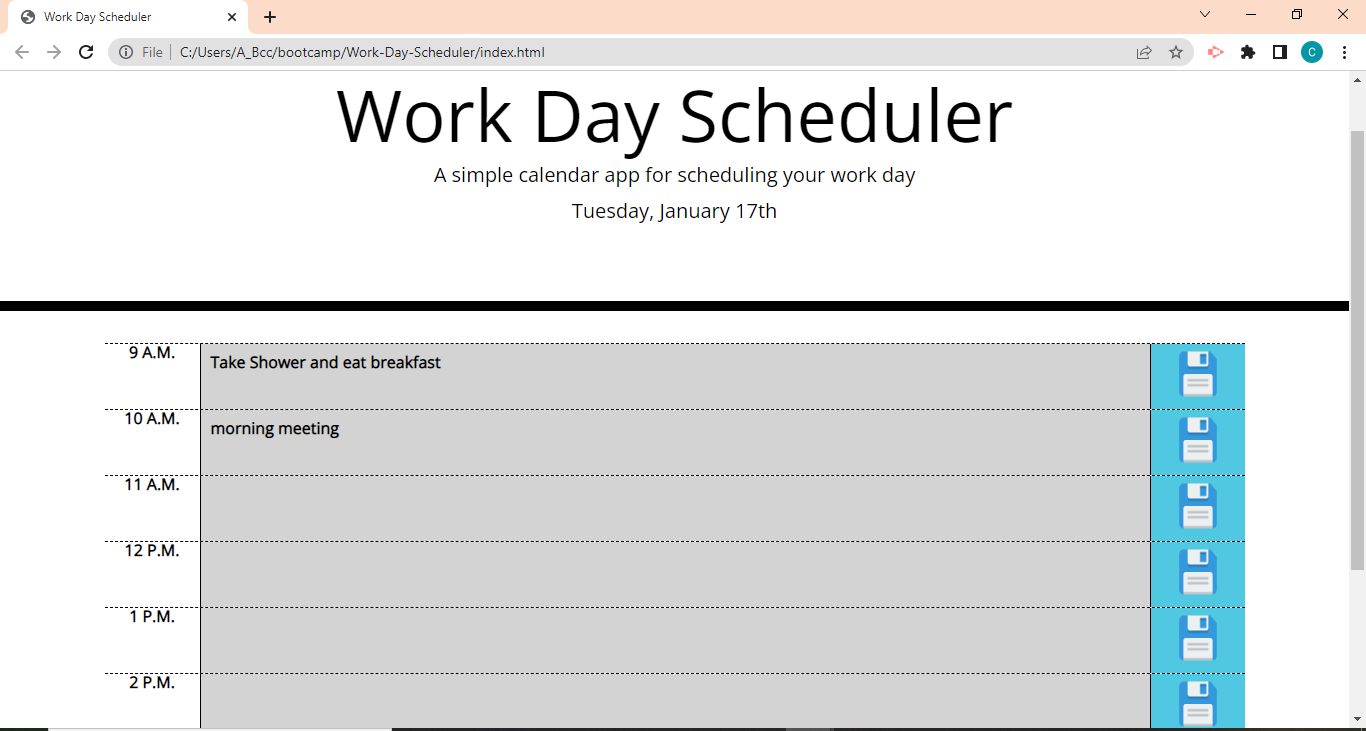 Work Day Scheduler
File
C:/Users/A_Bcc/bootcamp/Work-Day-Scheduler/index.html
C
Work Day Scheduler
A simple calendar app for scheduling your work day
Tuesday, January 17th
9 A.M.
Take Shower and eat breakfast
10 A.M.
morning meeting
11 A.M.
12 P.M.
1 P.M.
2 P.M.